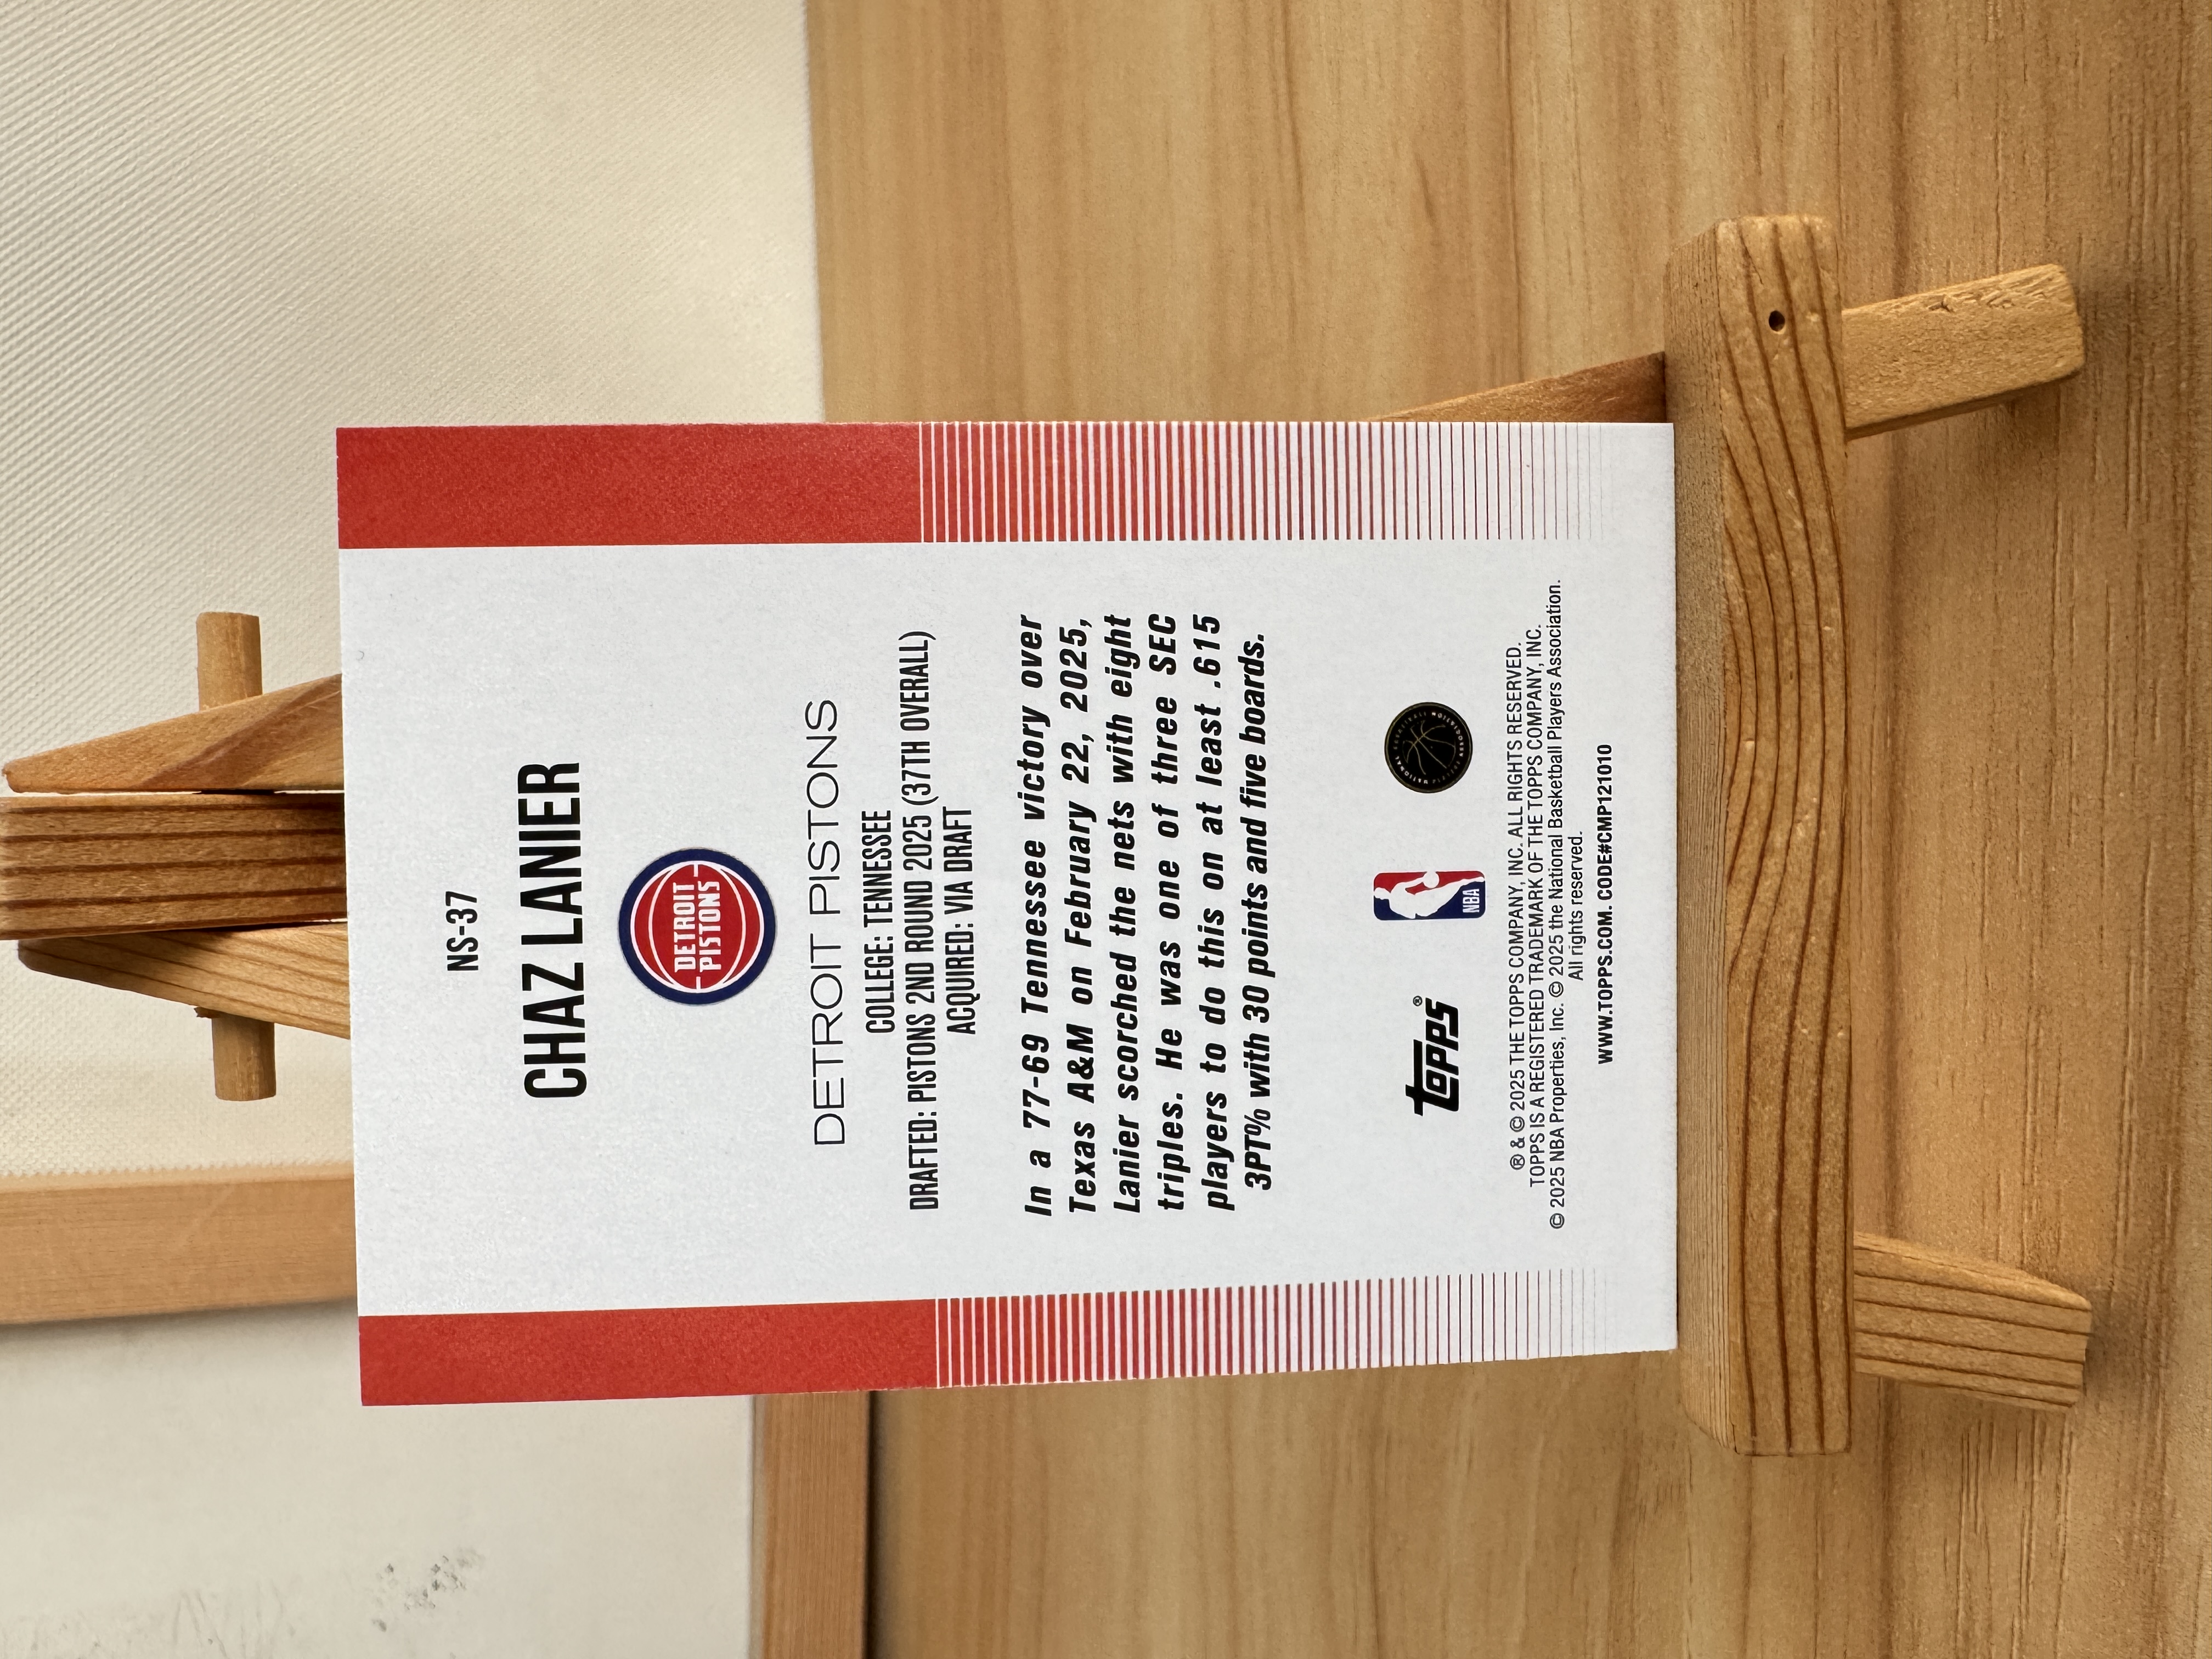 NS-37
CHAZ LANIER
DETROIT
PISTONS
DETROIT PISTONS
COLLEGE: TENNESSEE
DRAFTED: PISTONS 2ND ROUND 2025 (37TH OVERALL)
ACQUIRED: VIA DRAFT
In a 77-69 Tennessee victory over
Texas A&M on February 22, 2025,
Lanier scorched the nets with eight
triples. He was one of three SEC
players to do this on at least .615
3PT% with 30 points and five boards.
topps®
NBA
NATIONAL BASKETBALL PLAYERS ASSOCIATION
® & © 2025 THE TOPPS COMPANY, INC. ALL RIGHTS RESERVED.
TOPPS IS A REGISTERED TRADEMARK OF THE TOPPS COMPANY, INC.
© 2025 NBA Properties, Inc. © 2025 the National Basketball Players Association.
All rights reserved.
WWW.TOPPS.COM. CODE#CMP121010